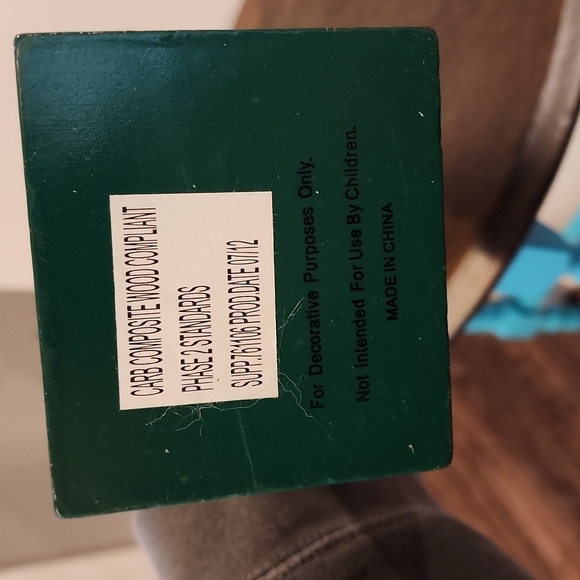 CARB COMPOSITE WOOD COMPLIANT
PHASE 2 STANDARDS
SUPP.T61106 PROD.DATE 07/12
For Decorative Purposes Only.
Not Intended For Use By Children.
MADE IN CHINA